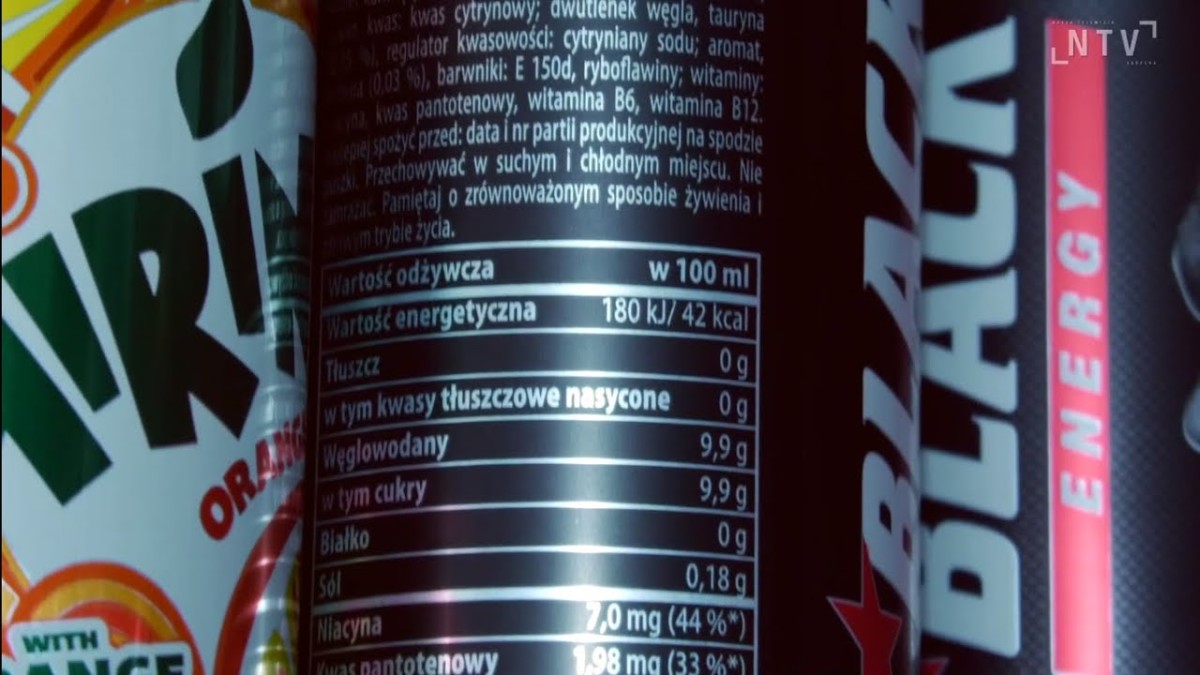 kwas: kwas cytrynowy; dwutlenek węgla, tauryna
regulator kwasowości: cytryniany sodu; aromat,
(0,03 %), barwniki: E 150d, ryboflawiny; witaminy:
kwas pantotenowy, witamina B6, witamina B12.
spożyć przed: data i nr partii produkcyjnej na spodzie
Przechowywać w suchym i chłodnym miejscu. Nie
Pamiętaj o zrównoważonym sposobie żywienia i
trybie życia.
Wartość odżywcza w 100 ml
Wartość energetyczna 180 kJ/ 42 kcal
Tłuszcz 0 g
w tym kwasy tłuszczowe nasycone 0 g
Węglowodany 9,9 g
w tym cukry 9,9 g
Białko 0 g
Sól 0,18 g
Niacyna 7,0 mg (44 %*)
Kwas pantotenowy 1,98 mg (33 %*)
WITH
BLACK
BLACK
ENERGY
NTV